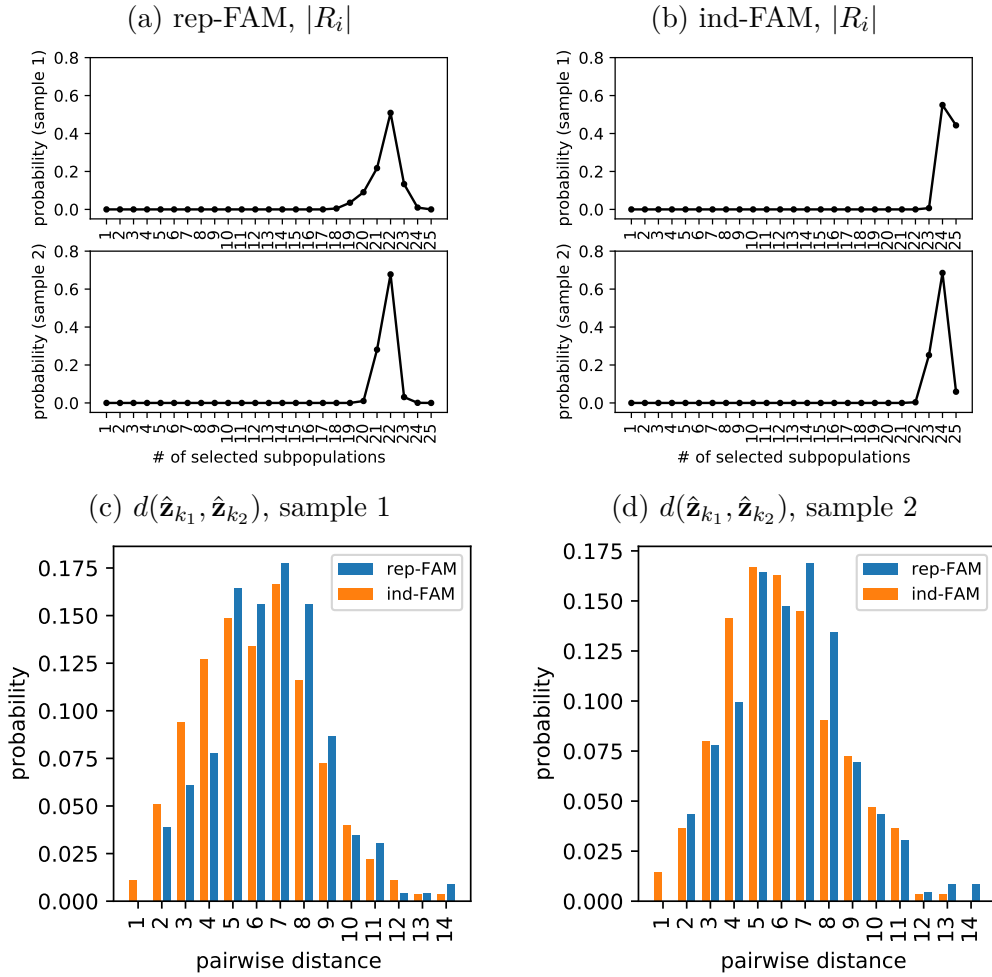 (a) rep-FAM, |R_i|
(b) ind-FAM, |R_i|
probability (sample 1)
0.8
0.6
0.4
0.2
0.0
1 2 3 4 5 6 7 8 9 10 11 12 13 14 15 16 17 18 19 20 21 22 23 24 25
probability (sample 1)
0.8
0.6
0.4
0.2
0.0
1 2 3 4 5 6 7 8 9 10 11 12 13 14 15 16 17 18 19 20 21 22 23 24 25
probability (sample 2)
0.8
0.6
0.4
0.2
0.0
1 2 3 4 5 6 7 8 9 10 11 12 13 14 15 16 17 18 19 20 21 22 23 24 25
# of selected subpopulations
probability (sample 2)
0.8
0.6
0.4
0.2
0.0
1 2 3 4 5 6 7 8 9 10 11 12 13 14 15 16 17 18 19 20 21 22 23 24 25
# of selected subpopulations
(c) d(ẑ_{k_1}, ẑ_{k_2}), sample 1
(d) d(ẑ_{k_1}, ẑ_{k_2}), sample 2
probability
0.175
0.150
0.125
0.100
0.075
0.050
0.025
0.000
rep-FAM
ind-FAM
1 2 3 4 5 6 7 8 9 10 11 12 13 14
pairwise distance
probability
0.175
0.150
0.125
0.100
0.075
0.050
0.025
0.000
rep-FAM
ind-FAM
1 2 3 4 5 6 7 8 9 10 11 12 13 14
pairwise distance